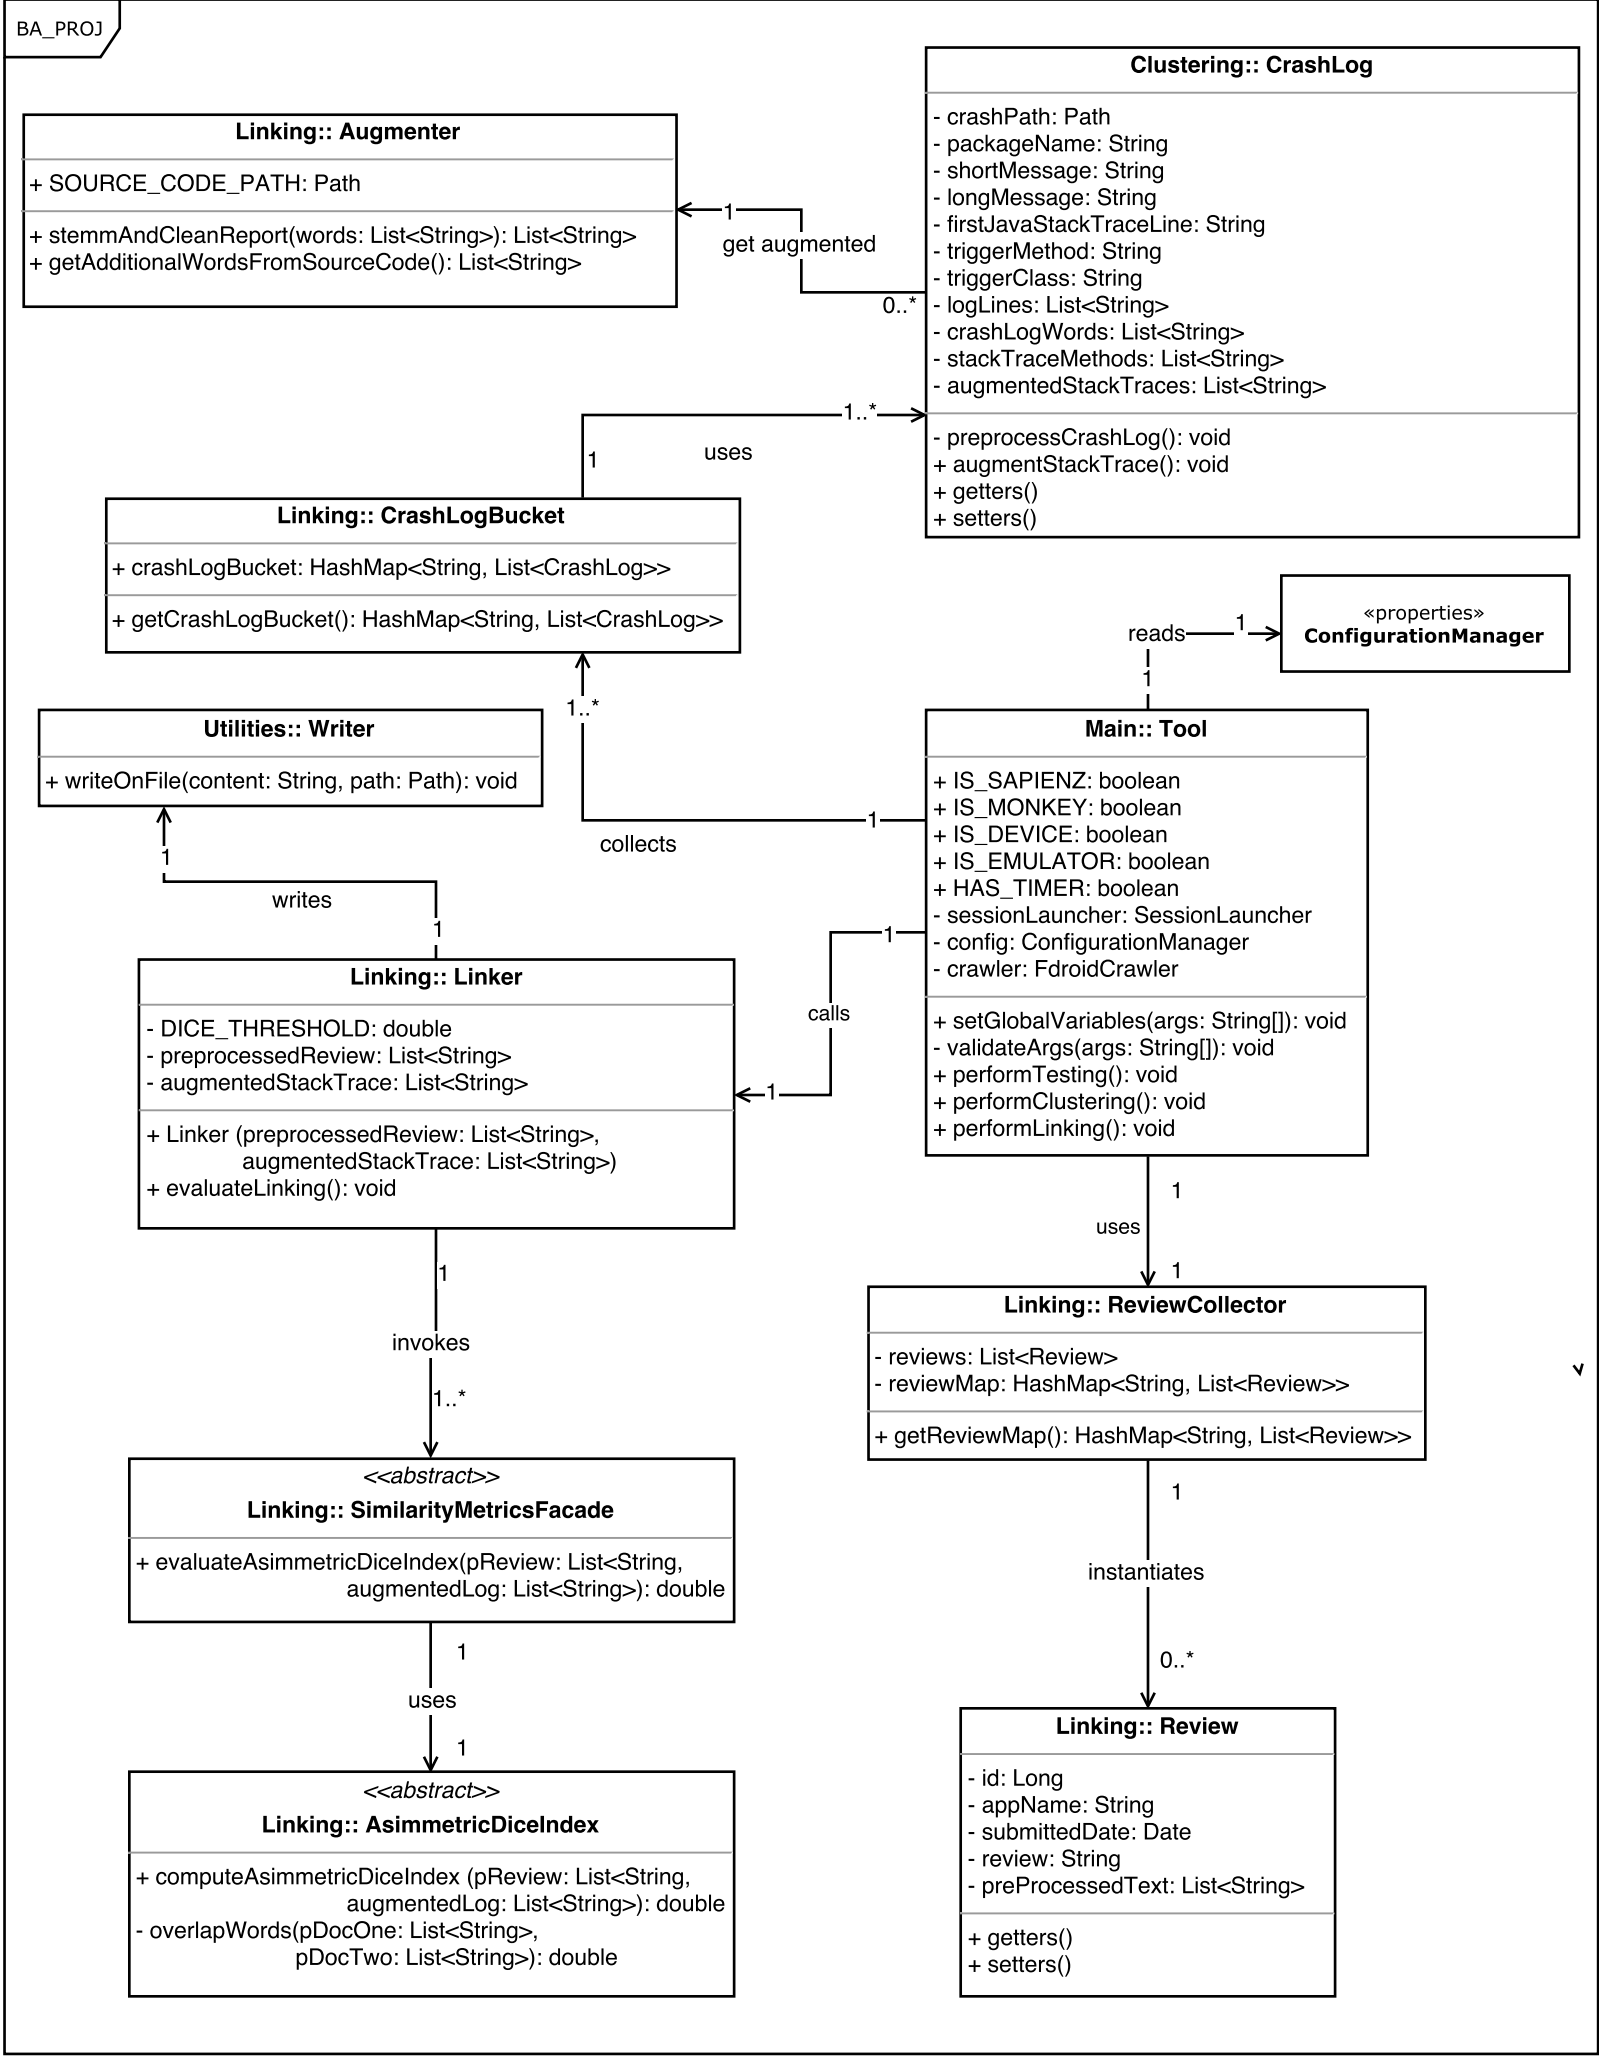 BA_PROJ
Clustering:: CrashLog
- crashPath: Path
- packageName: String
- shortMessage: String
- longMessage: String
- firstJavaStackTraceLine: String
- triggerMethod: String
- triggerClass: String
- logLines: List<String>
- crashLogWords: List<String>
- stackTraceMethods: List<String>
- augmentedStackTraces: List<String>
- preprocessCrashLog(): void
+ augmentStackTrace(): void
+ getters()
+ setters()
Linking:: Augmenter
+ SOURCE_CODE_PATH: Path
+ stemmAndCleanReport(words: List<String>): List<String>
+ getAdditionalWordsFromSourceCode(): List<String>
1
get augmented
0..*
1..*
uses
1
Linking:: CrashLogBucket
+ crashLogBucket: HashMap<String, List<CrashLog>>
+ getCrashLogBucket(): HashMap<String, List<CrashLog>>
«properties»
ConfigurationManager
reads
1
1
1..*
collects
1
Utilities:: Writer
+ writeOnFile(content: String, path: Path): void
1
writes
1
Main:: Tool
+ IS_SAPIENZ: boolean
+ IS_MONKEY: boolean
+ IS_DEVICE: boolean
+ IS_EMULATOR: boolean
+ HAS_TIMER: boolean
- sessionLauncher: SessionLauncher
- config: ConfigurationManager
- crawler: FdroidCrawler
+ setGlobalVariables(args: String[]): void
- validateArgs(args: String[]): void
+ performTesting(): void
+ performClustering(): void
+ performLinking(): void
1
calls
1
Linking:: Linker
- DICE_THRESHOLD: double
- preprocessedReview: List<String>
- augmentedStackTrace: List<String>
+ Linker (preprocessedReview: List<String>,
augmentedStackTrace: List<String>)
+ evaluateLinking(): void
1
uses
1
1
invokes
1..*
Linking:: ReviewCollector
- reviews: List<Review>
- reviewMap: HashMap<String, List<Review>>
+ getReviewMap(): HashMap<String, List<Review>>
<<abstract>>
Linking:: SimilarityMetricsFacade
+ evaluateAsimmetricDiceIndex(pReview: List<String,
augmentedLog: List<String>): double
1
instantiates
0..*
1
uses
1
<<abstract>>
Linking:: AsimmetricDiceIndex
+ computeAsimmetricDiceIndex (pReview: List<String,
augmentedLog: List<String>): double
- overlapWords(pDocOne: List<String>,
pDocTwo: List<String>): double
Linking:: Review
- id: Long
- appName: String
- submittedDate: Date
- review: String
- preProcessedText: List<String>
+ getters()
+ setters()